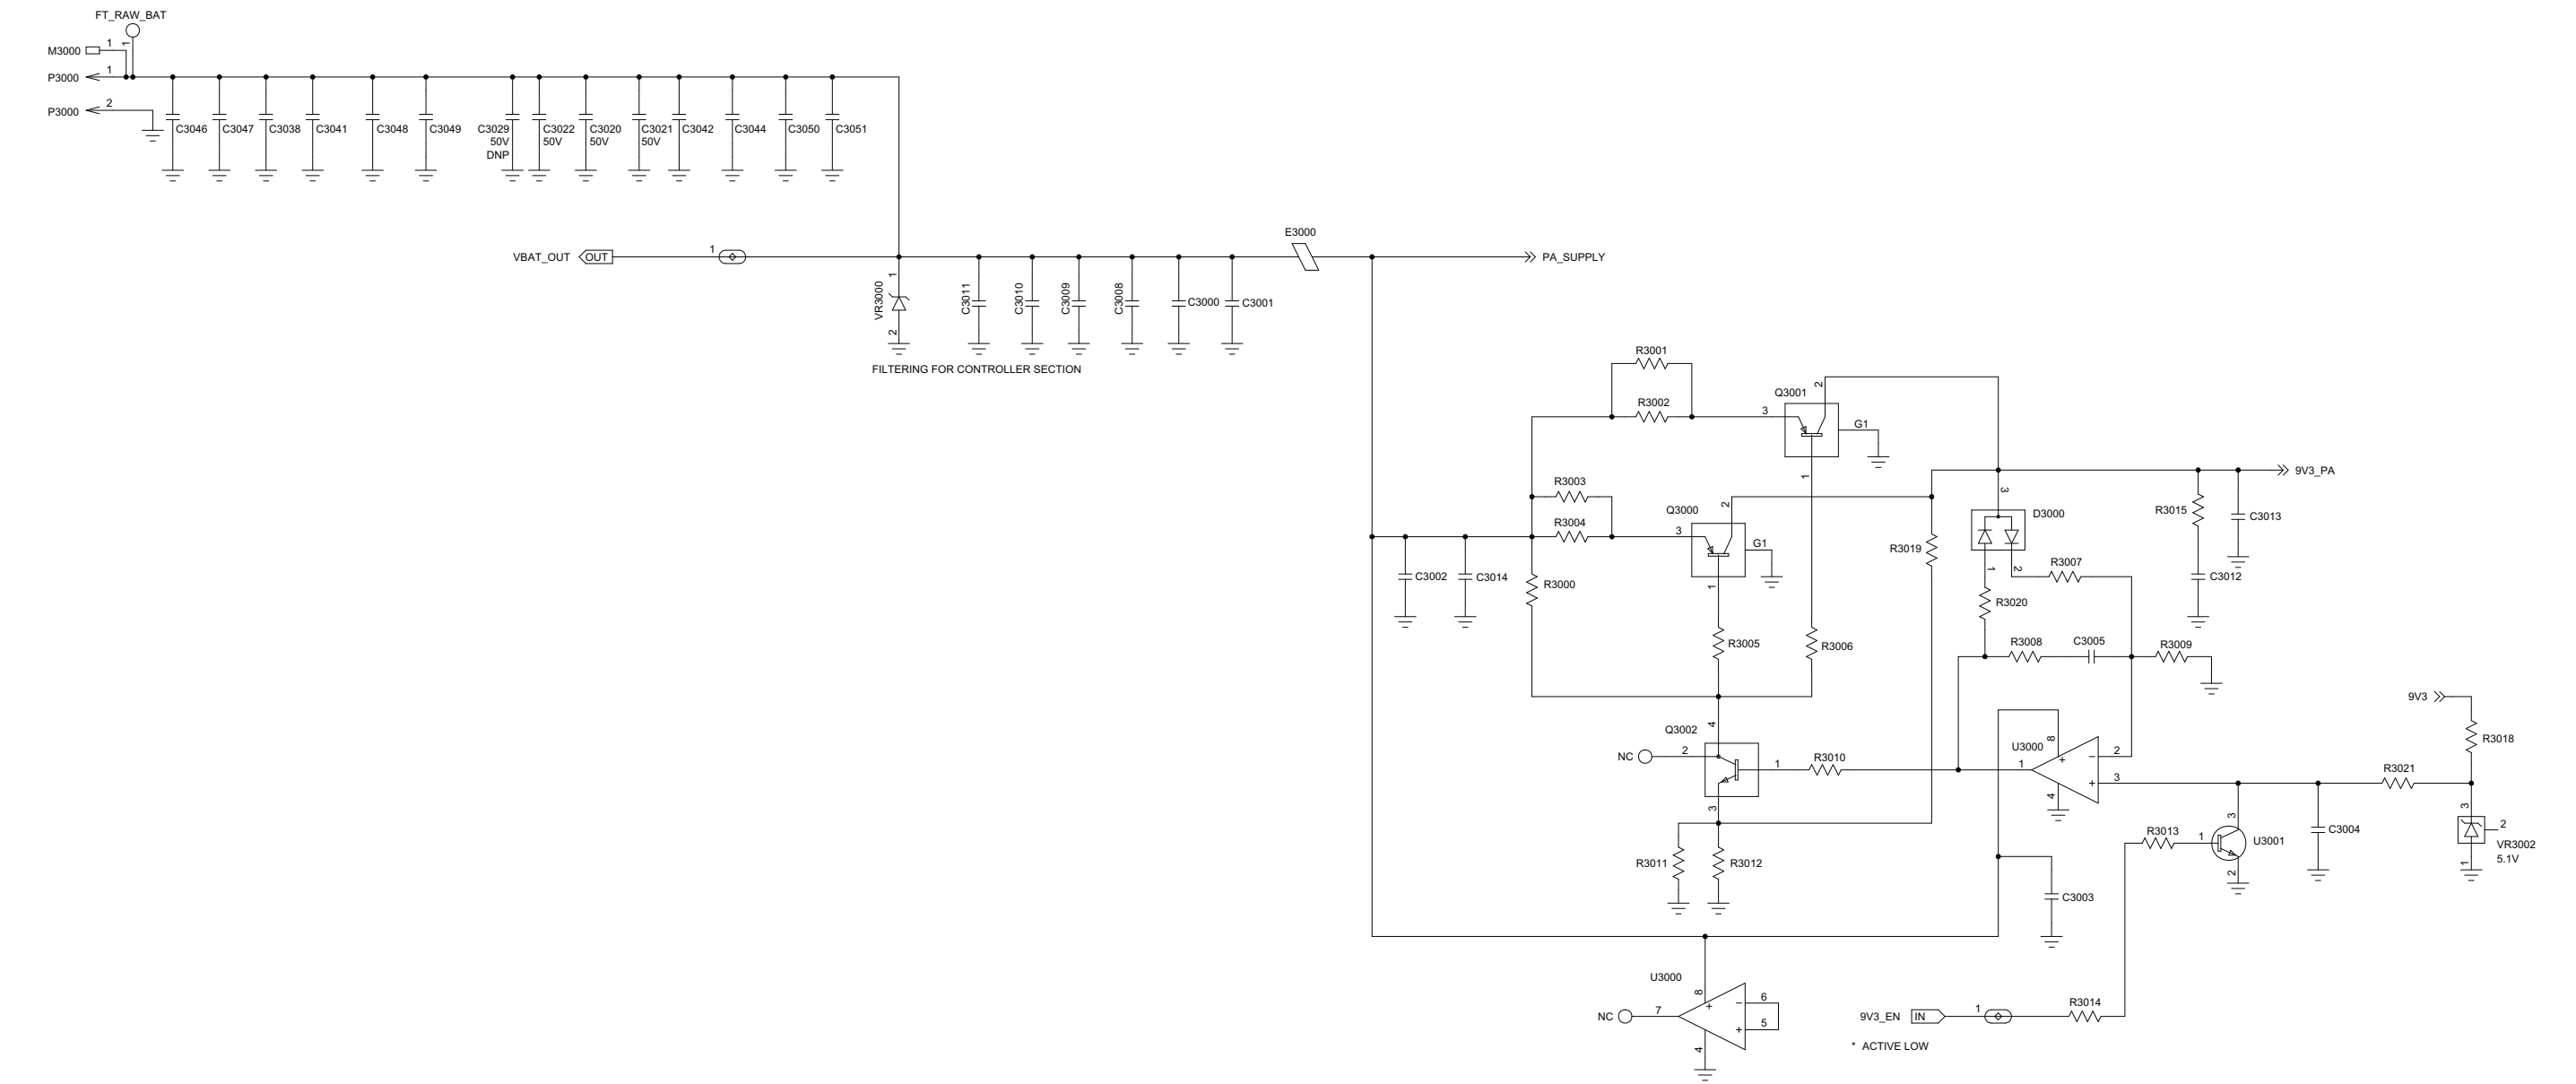 FT_RAW_BAT
1
M3000 1
P3000 1
P3000 2
C3046 C3047 C3038 C3041 C3048 C3049 C3029 C3022 C3020 C3021 C3042 C3044 C3050 C3051
50V 50V 50V 50V
DNP
E3000
VBAT_OUT OUT 1 PA_SUPPLY
1
VR3000 C3011 C3010 C3009 C3008 C3000 C3001
2
FILTERING FOR CONTROLLER SECTION
R3001
Q3001 2
R3002 3
G1
1
9V3_PA
R3003
3
Q3000 2
R3015 C3013
D3000
R3004 3
G1
R3019
R3007
1 2
C3002 C3014 R3000 C3012
1
R3020
R3005 R3006 R3008 C3005 R3009
9V3
4
Q3002
U3000 8 R3018
NC 2 R3010 2
1 1 3 R3021
4
3
3 3
C3004
R3013 1 U3001
2
VR3002
5.1V
R3011 R3012
1
2
C3003
U3000
8
6
NC 7
5
4
R3014
9V3_EN IN 1
* ACTIVE LOW
+
−
+
+
−
+